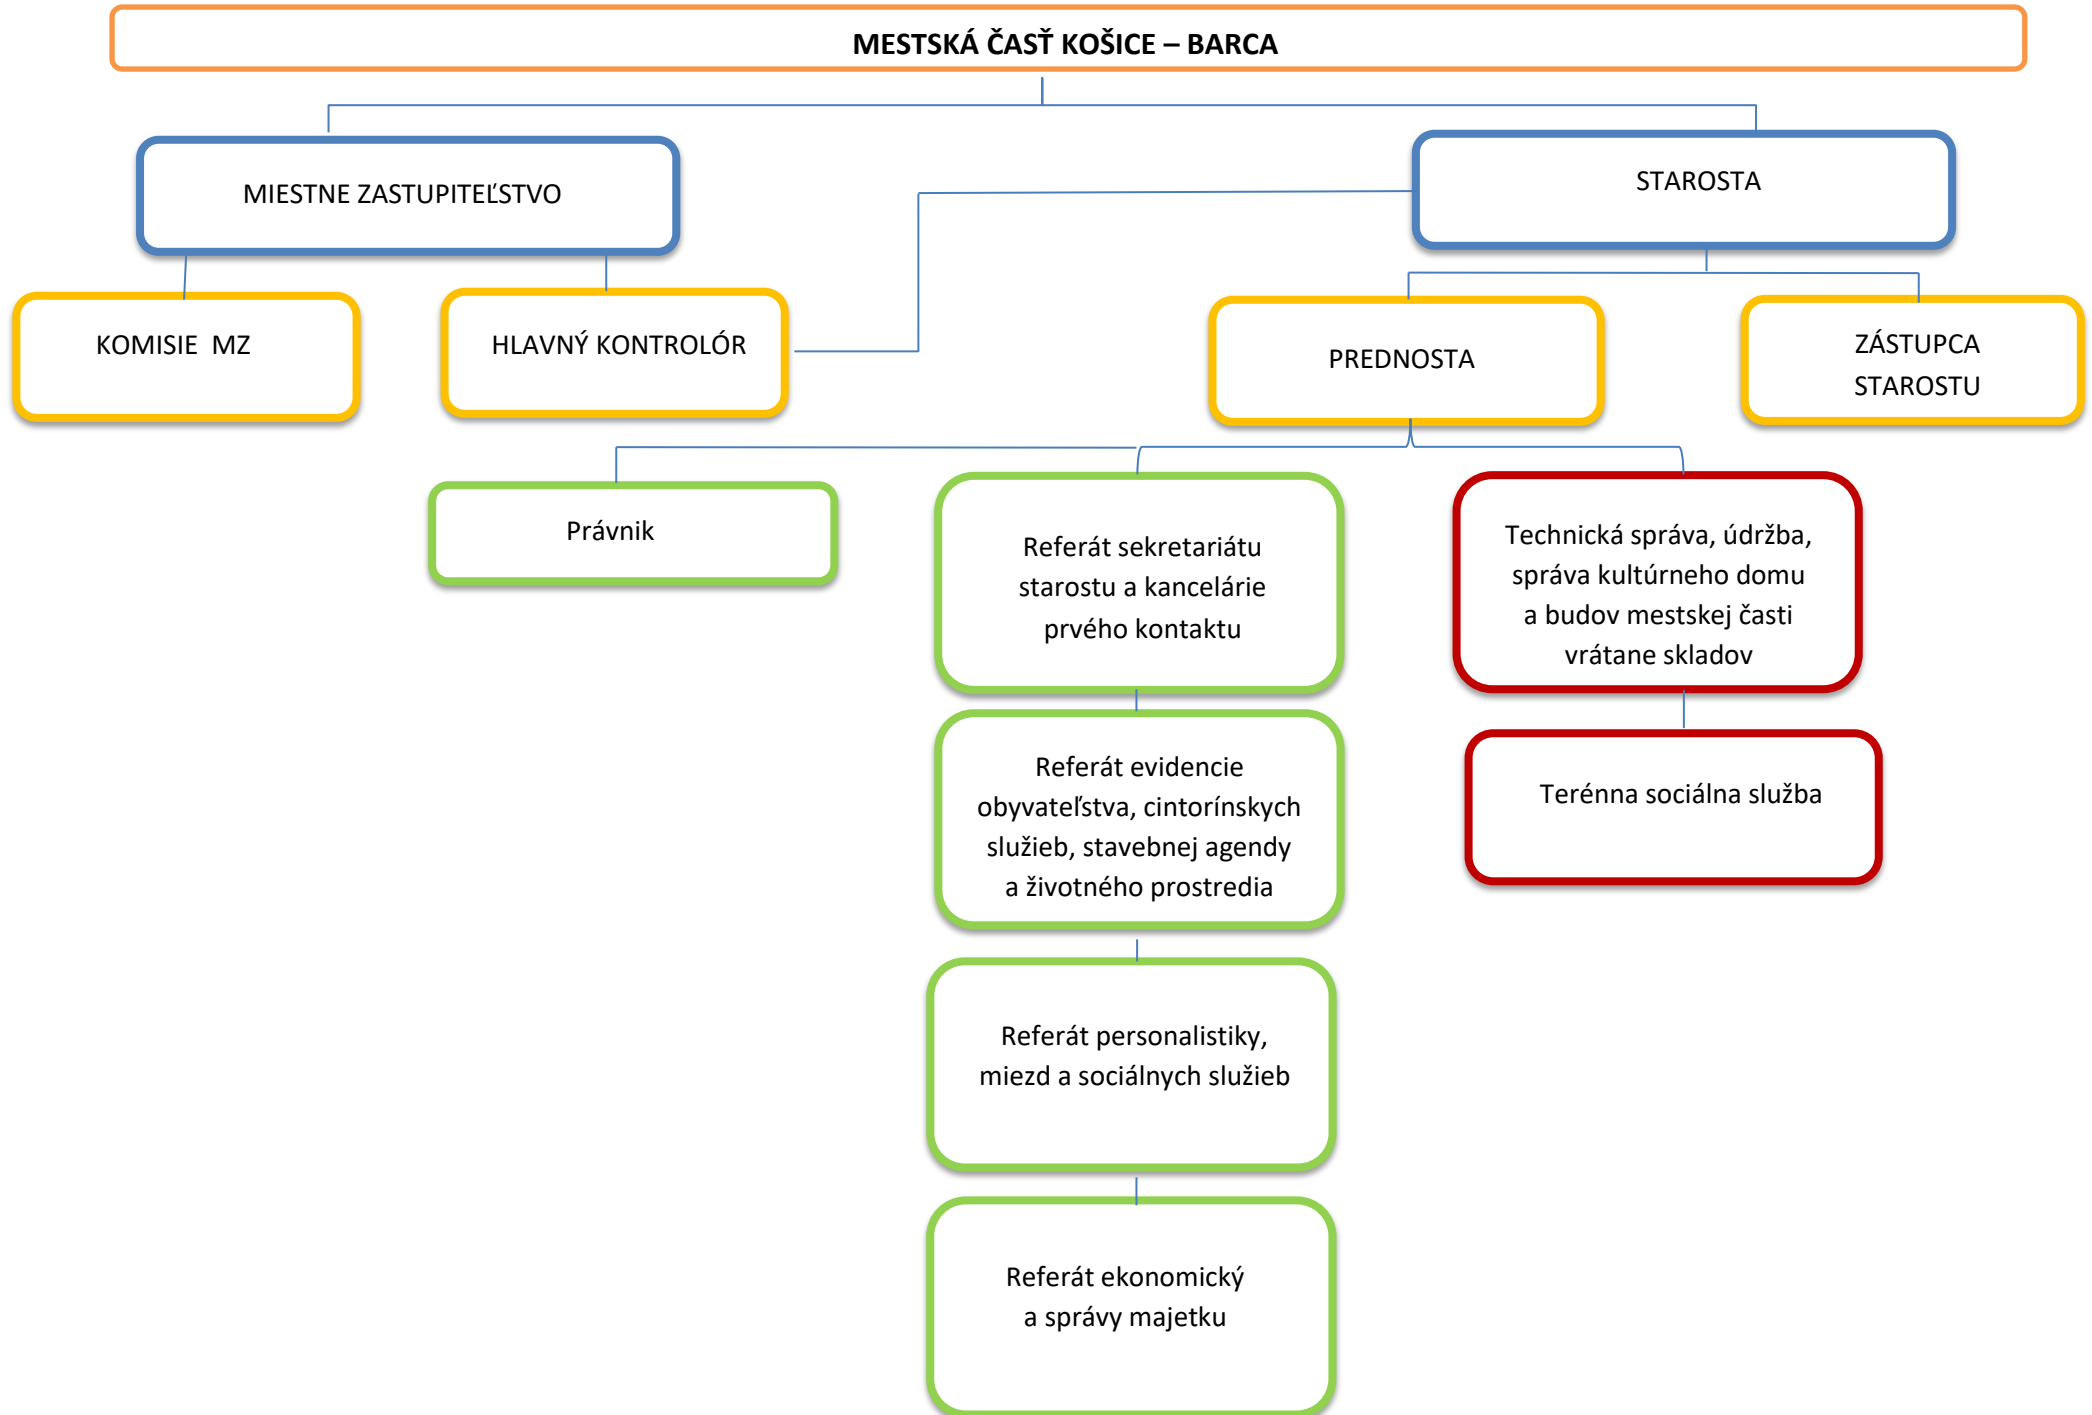 MESTSKÁ ČASŤ KOŠICE – BARCA
MIESTNE ZASTUPITEĽSTVO
STAROSTA
KOMISIE  MZ
HLAVNÝ KONTROLÓR
PREDNOSTA
ZÁSTUPCA
STAROSTU
Právnik
Referát sekretariátu
starostu a kancelárie
prvého kontaktu
Technická správa, údržba,
správa kultúrneho domu
a budov mestskej časti
vrátane skladov
Referát evidencie
obyvateľstva, cintorínskych
služieb, stavebnej agendy
a životného prostredia
Terénna sociálna služba
Referát personalistiky,
miezd a sociálnych služieb
Referát ekonomický
a správy majetku